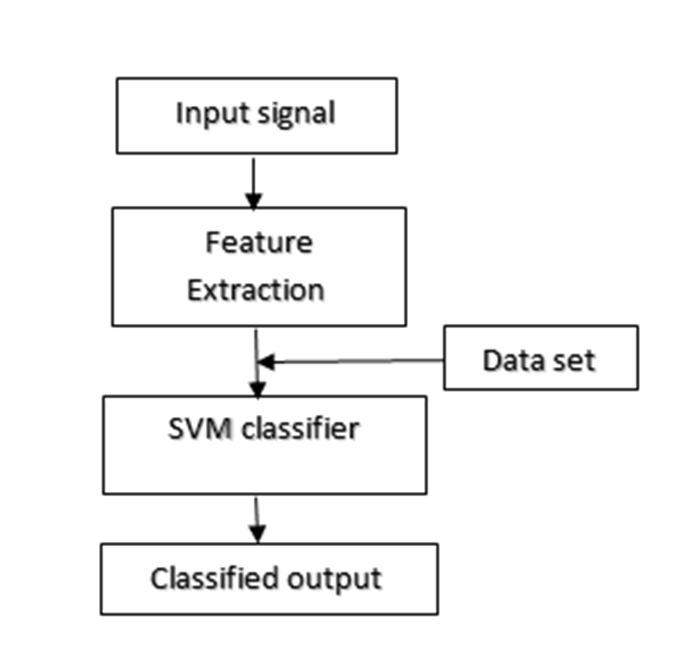 Input signal
Feature
Extraction
Data set
SVM classifier
Classified output